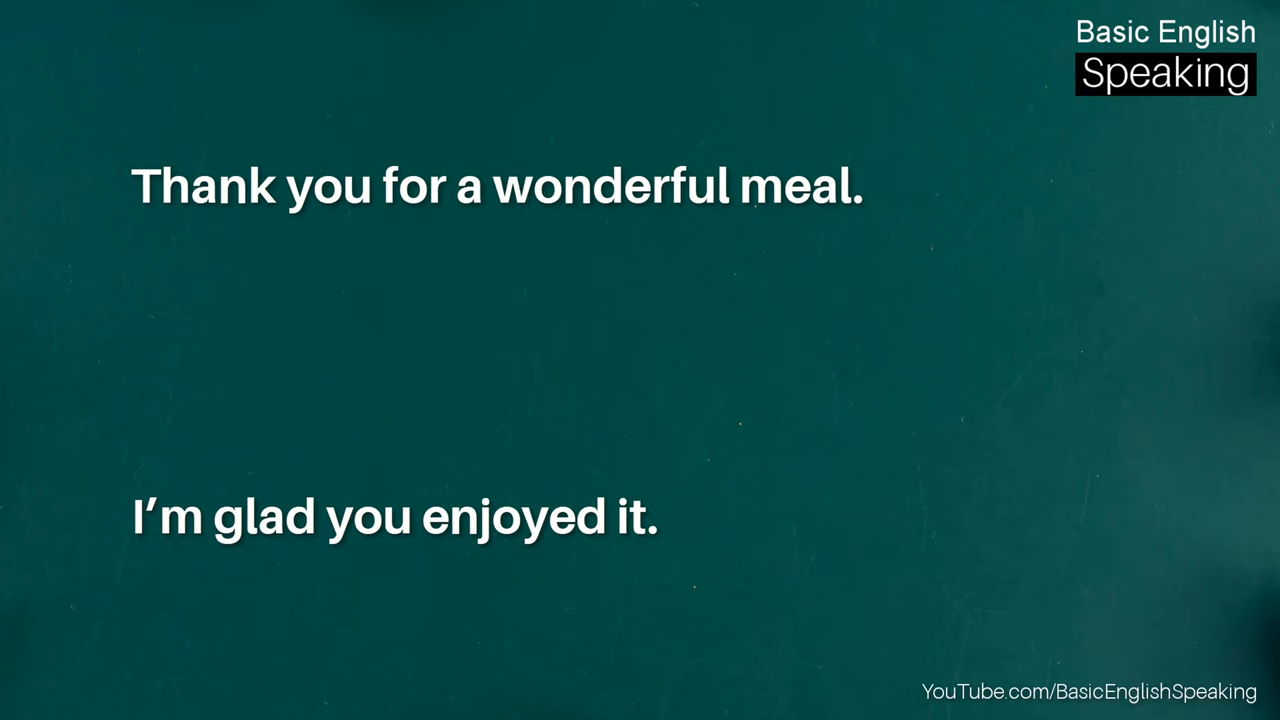 Basic English
Speaking
Thank you for a wonderful meal.
I’m glad you enjoyed it.
YouTube.com/BasicEnglishSpeaking